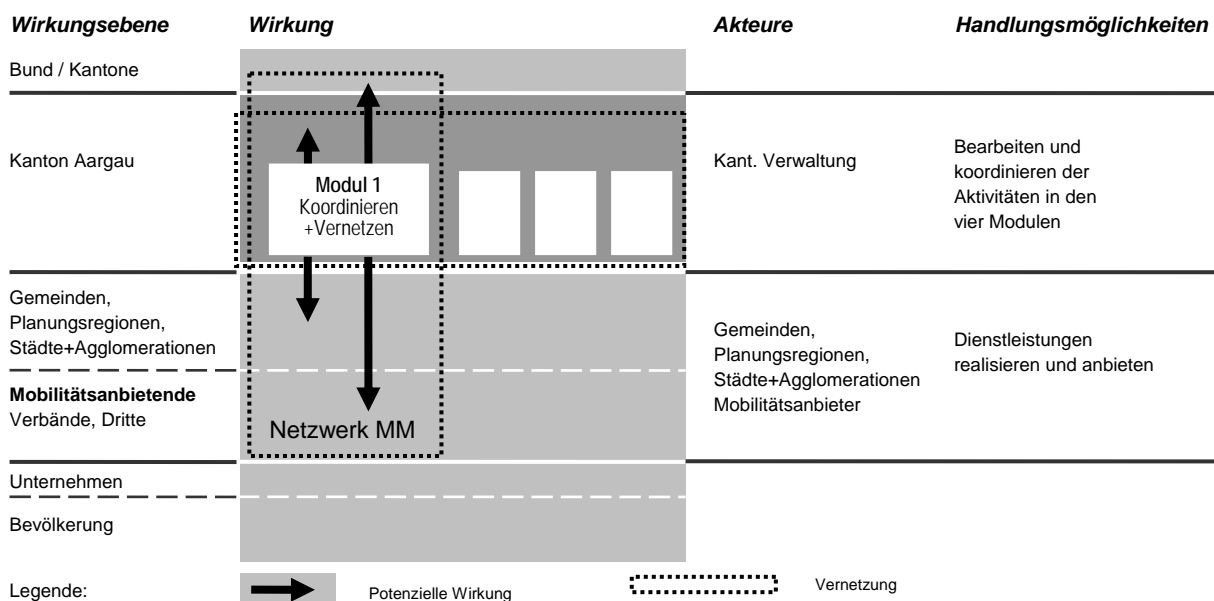 Wirkungsebene Wirkung Akteure Handlungsmöglichkeiten
Bund / Kantone
Kanton Aargau
Modul 1
Koordinieren
+Vernetzen
Kant. Verwaltung
Bearbeiten und
koordinieren der
Aktivitäten in den
vier Modulen
Gemeinden,
Planungsregionen,
Städte+Agglomerationen
Mobilitätsanbietende
Verbände, Dritte
Netzwerk MM
Gemeinden,
Planungsregionen,
Städte+Agglomerationen
Mobilitätsanbieter
Dienstleistungen
realisieren und anbieten
Unternehmen
Bevölkerung
Legende: Potenzielle Wirkung Vernetzung